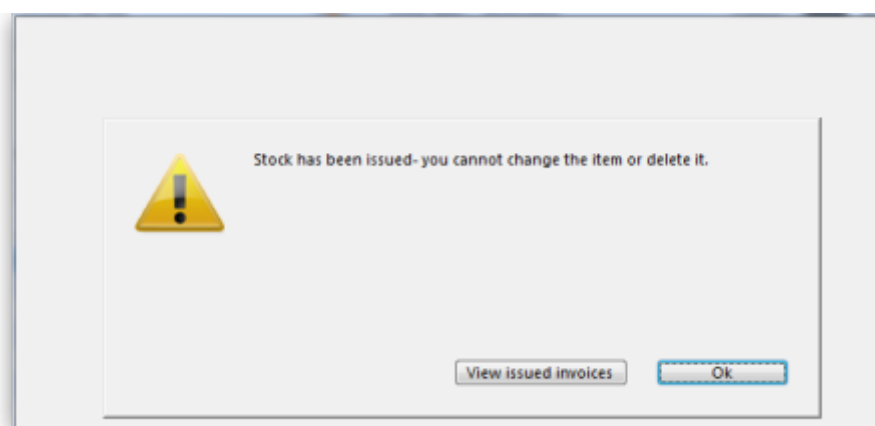 Stock has been issued- you cannot change the item or delete it.
View issued invoices
Ok